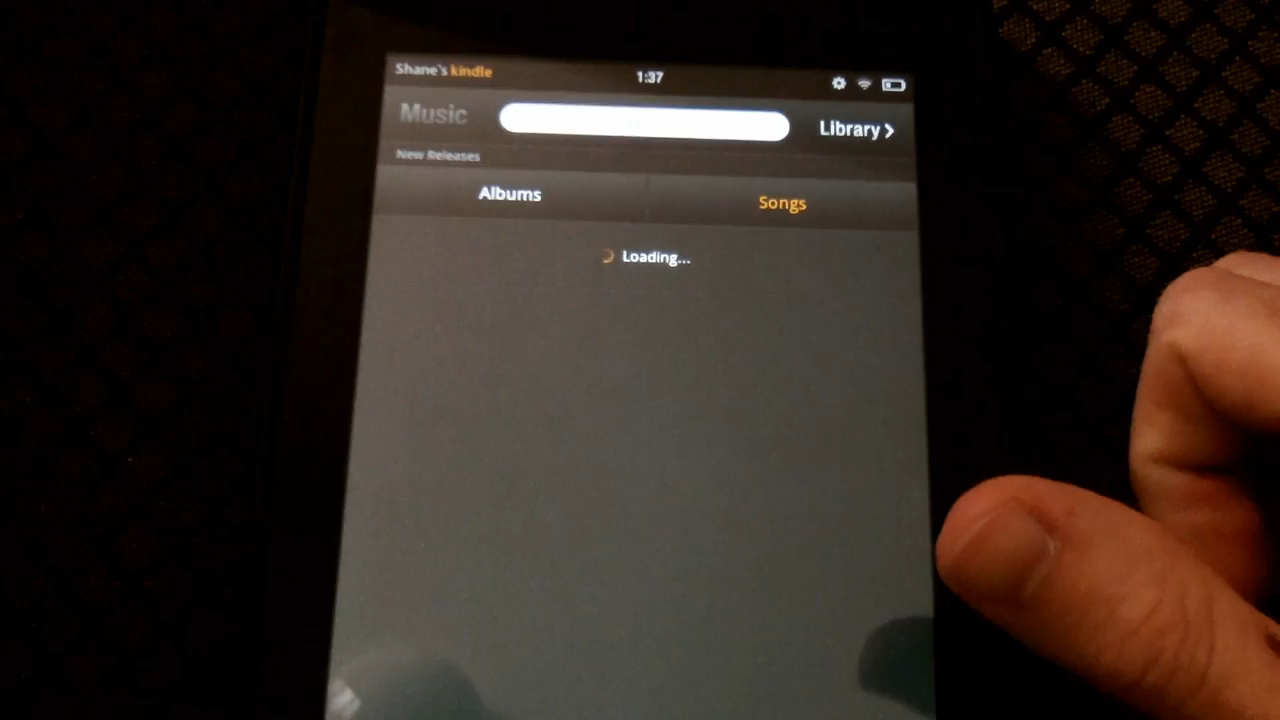 Shane's kindle
1:37
Music
Library >
New Releases
Albums
Songs
Loading...